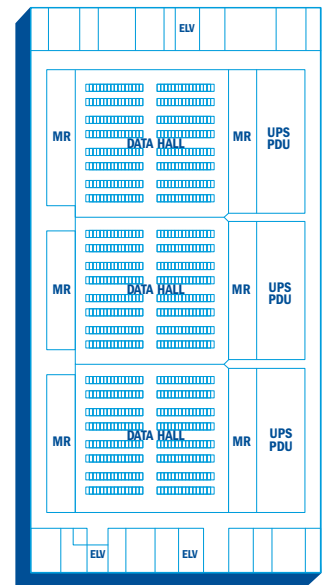 ELV
MR
DATA HALL
MR
UPS
PDU
MR
DATA HALL
MR
UPS
PDU
MR
DATA HALL
MR
UPS
PDU
ELV
ELV